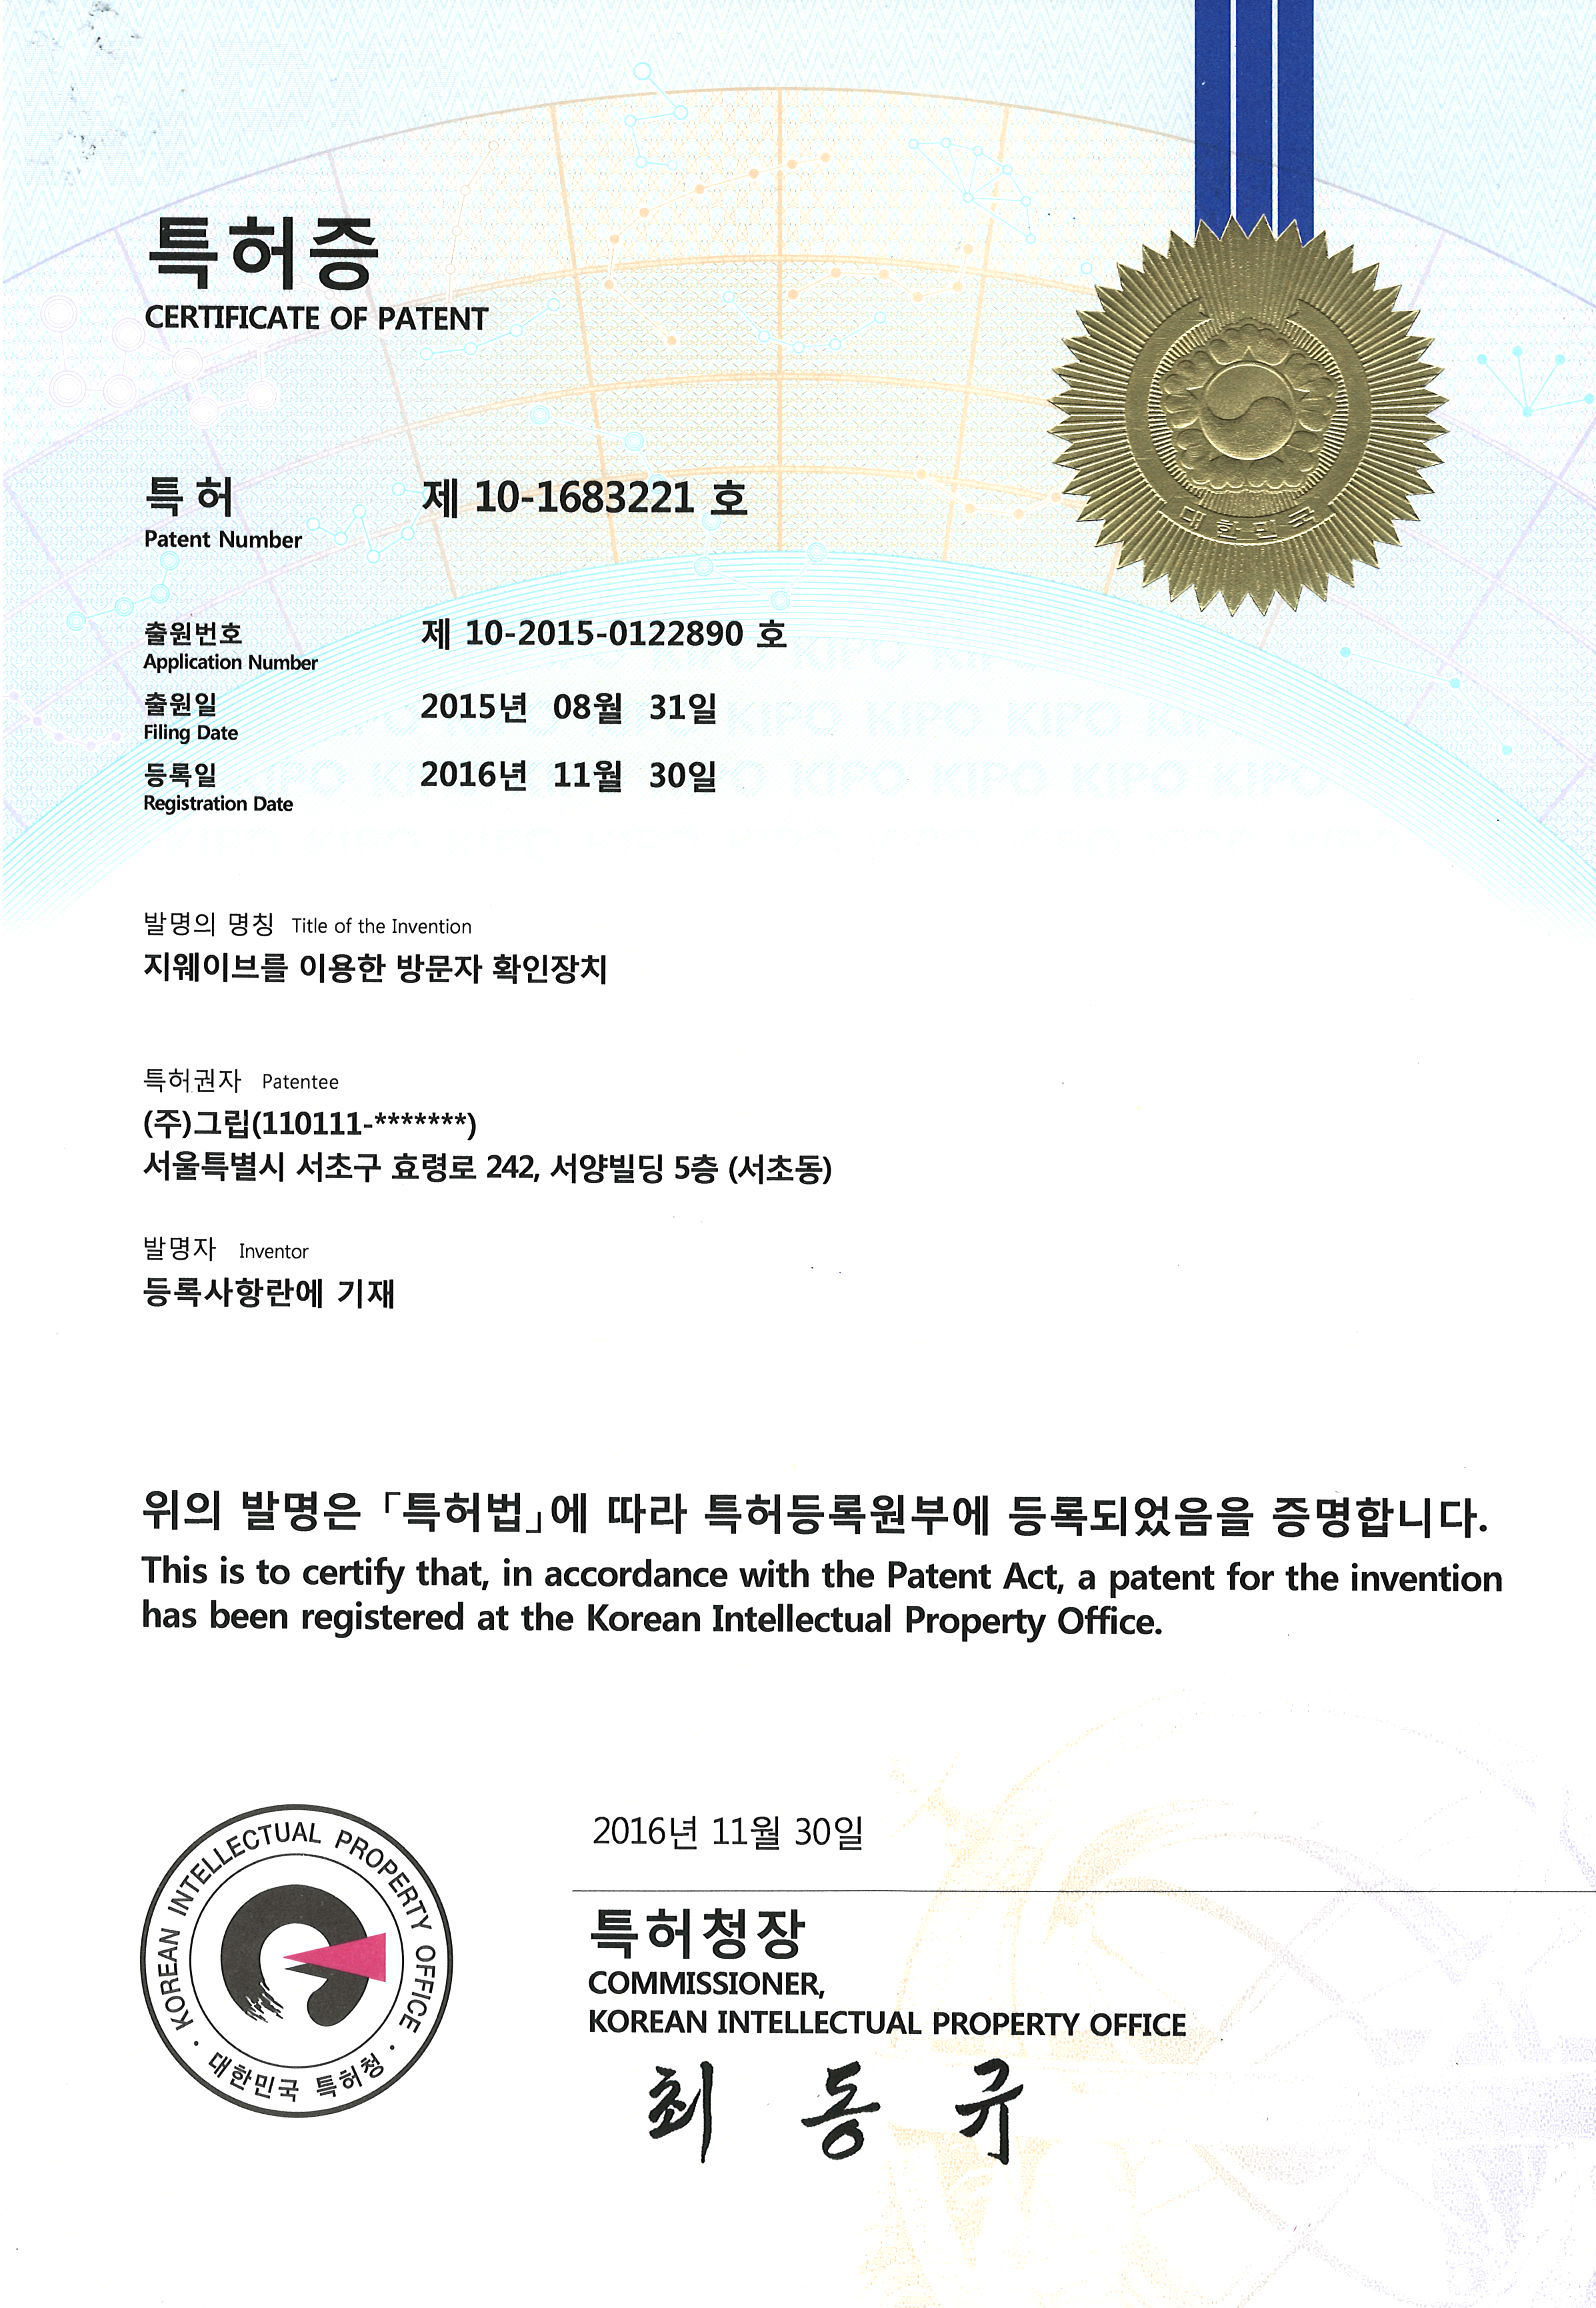 특허증
CERTIFICATE OF PATENT
대한민국
특 허 제 10-1683221 호
Patent Number
출원번호 제 10-2015-0122890 호
Application Number
출원일 2015년 08월 31일
Filing Date
등록일 2016년 11월 30일
Registration Date
KIPO KIPO KIPO
발명의 명칭 Title of the Invention
지웨이브를 이용한 방문자 확인장치
특허권자 Patentee
(주)그립(110111-*******)
서울특별시 서초구 효령로 242, 서양빌딩 5층 (서초동)
발명자 Inventor
등록사항란에 기재
위의 발명은 「특허법」에 따라 특허등록원부에 등록되었음을 증명합니다.
This is to certify that, in accordance with the Patent Act, a patent for the invention
has been registered at the Korean Intellectual Property Office.
2016년 11월 30일
특허청장
COMMISSIONER,
KOREAN INTELLECTUAL PROPERTY OFFICE
최 동 규
KOREAN INTELLECTUAL PROPERTY OFFICE
· 대한민국 특허청 ·